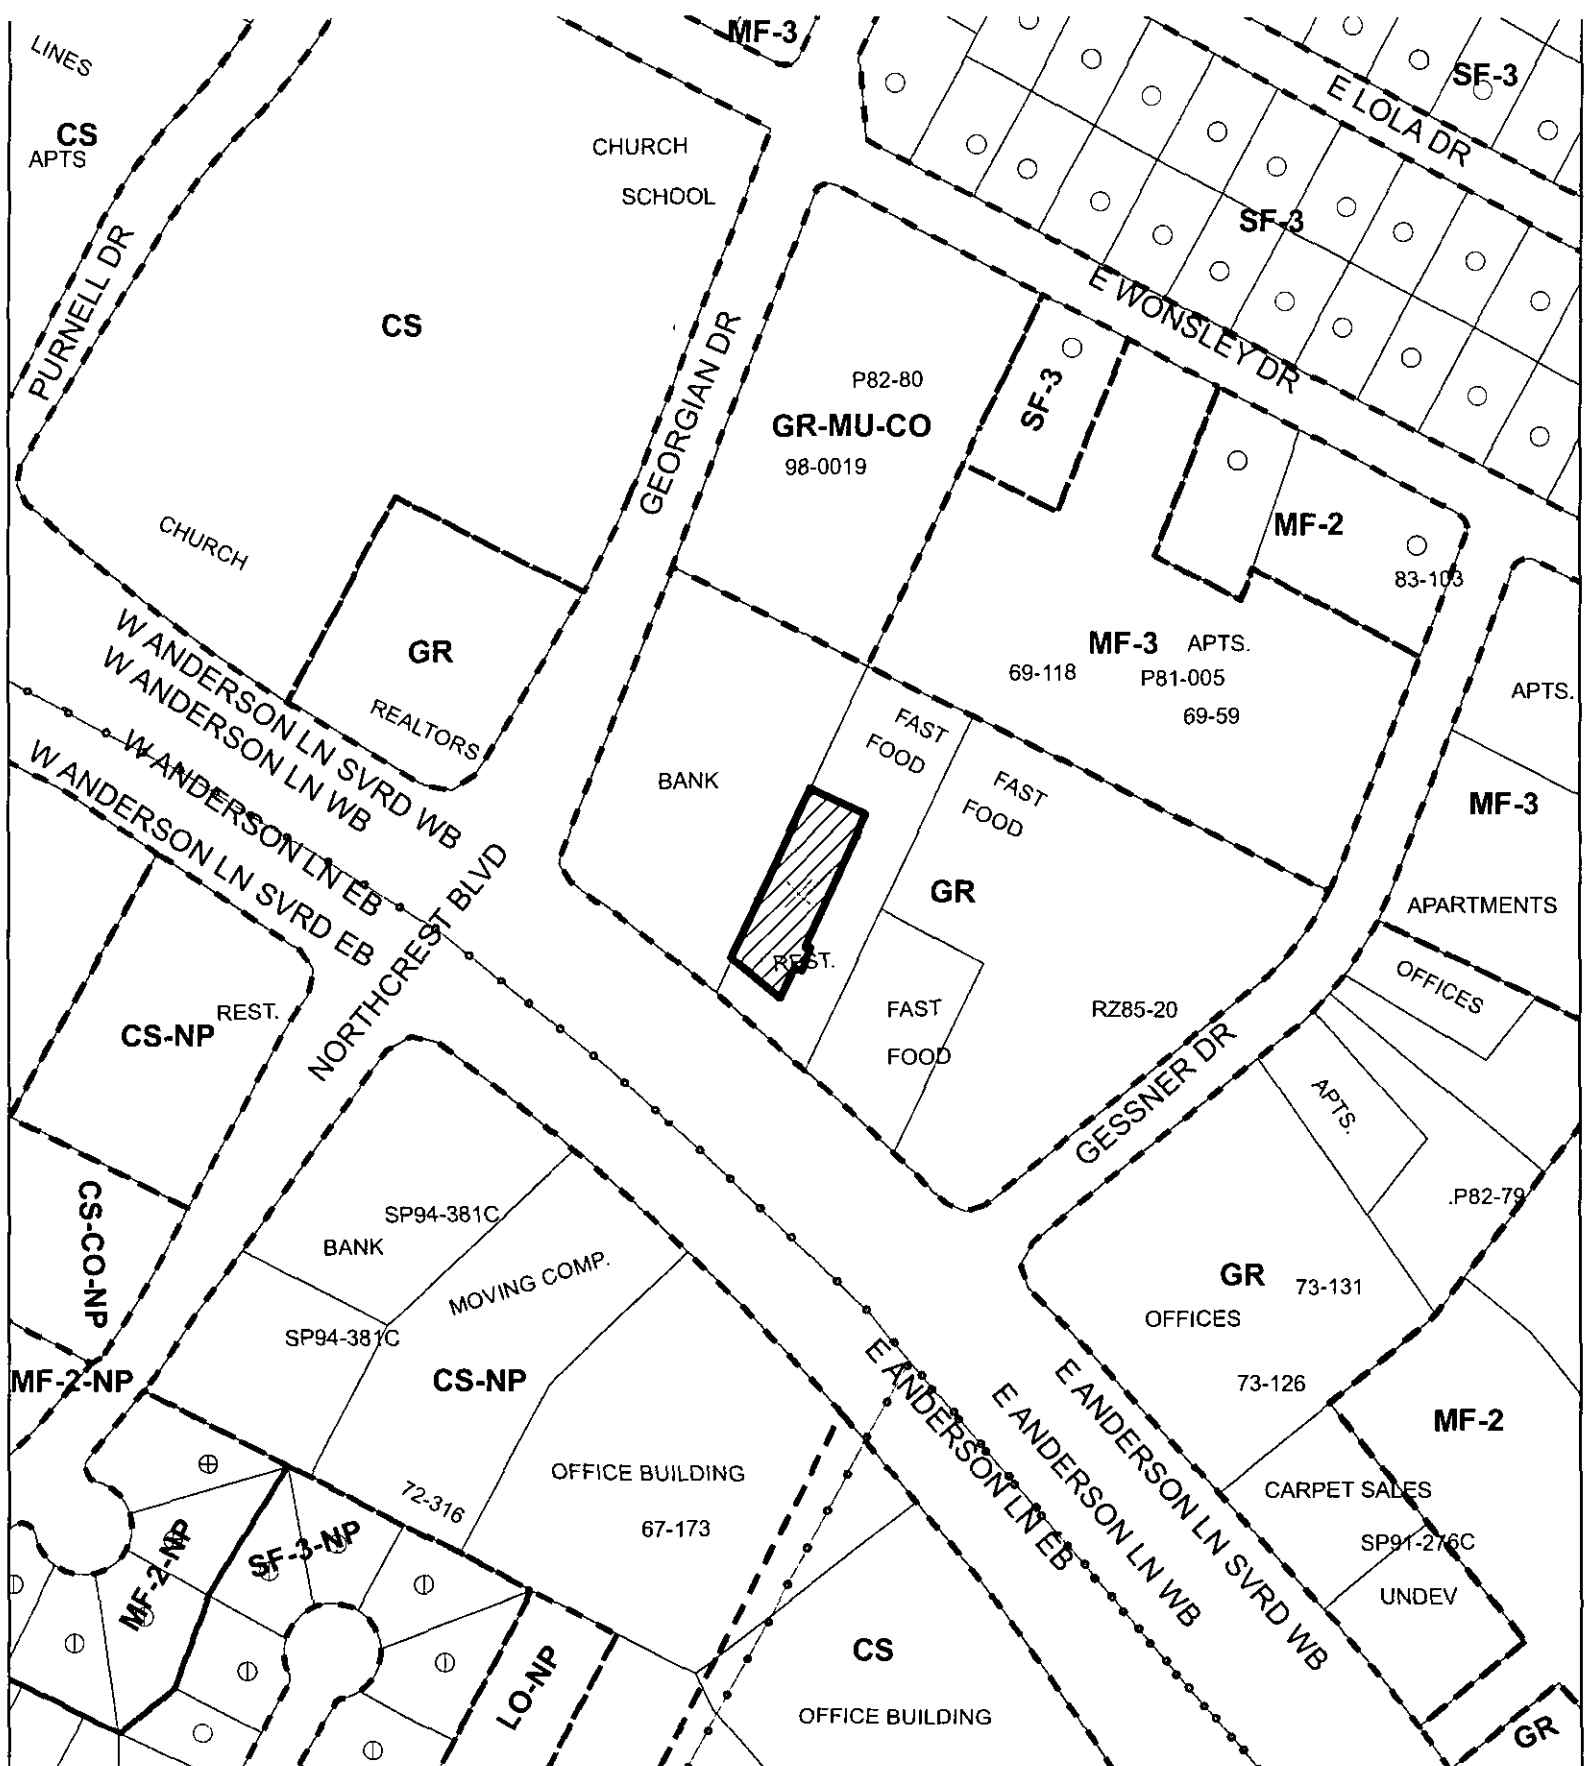 LINES
CS
APTS
PURNELL DR
CHURCH
SCHOOL
CS
CHURCH
GR
REALTORS
MF-3
E LOLA DR
SF-3
SF-3
E WONSLEY DR
GEORGIAN DR
P82-80
GR-MU-CO
98-0019
SF-3
MF-2
83-103
MF-3 APTS.
69-118
P81-005
69-59
APTS.
MF-3
APARTMENTS
OFFICES
W ANDERSON LN SVRD WB
W ANDERSON LN WB
W ANDERSON LN EB
W ANDERSON LN SVRD EB
NORTHCREST BLVD
BANK
FAST
FOOD
FAST
FOOD
GR
REST.
FAST
FOOD
RZ85-20
GESSNER DR
APTS.
.P82-79
GR
73-131
OFFICES
73-126
MF-2
CARPET SALES
SP91-276C
UNDEV
GR
REST.
CS-NP
CS-CO-NP
MF-2-NP
SP94-381C
BANK
MOVING COMP.
SP94-381C
CS-NP
OFFICE BUILDING
72-316
67-173
MF-2-NP
SF-3-NP
LO-NP
CS
OFFICE BUILDING
E ANDERSON LN EB
E ANDERSON LN WB
E ANDERSON LN SVRD WB